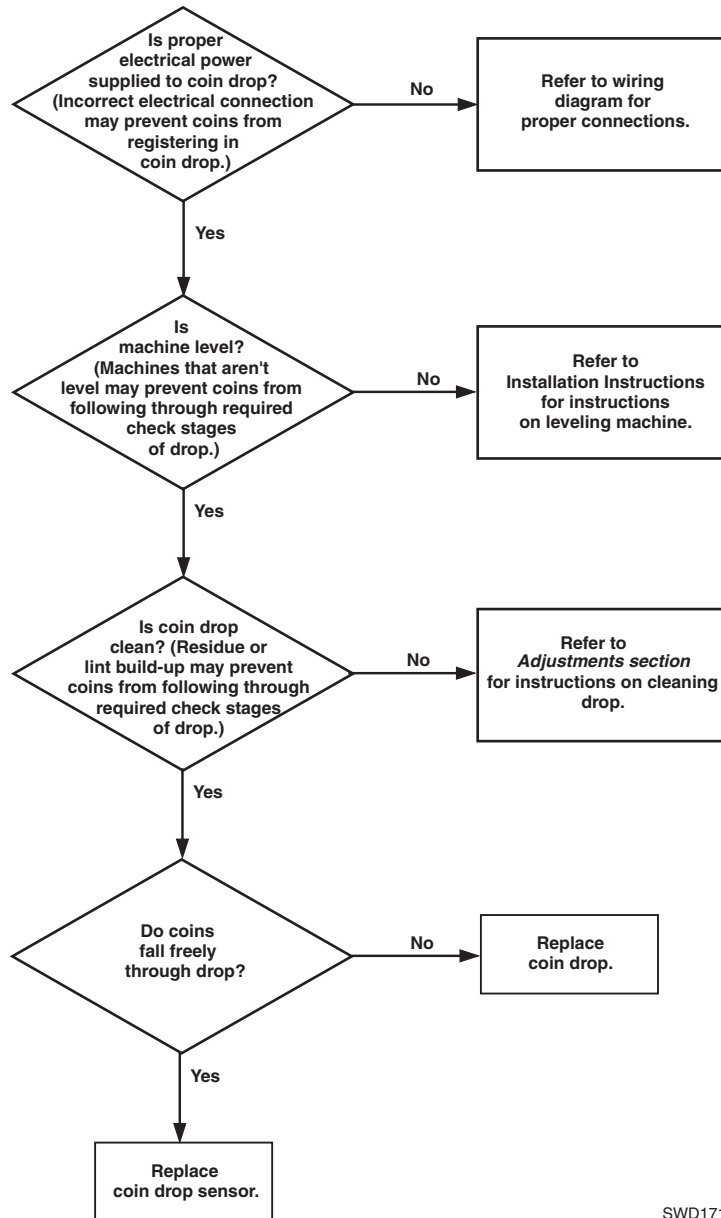 Is proper
electrical power
supplied to coin drop?
(Incorrect electrical connection
may prevent coins from
registering in
coin drop.)
No
Refer to wiring
diagram for
proper connections.
Yes
Is
machine level?
(Machines that aren't
level may prevent coins from
following through required
check stages
of drop.)
No
Refer to
Installation Instructions
for instructions
on leveling machine.
Yes
Is coin drop
clean? (Residue or
lint build-up may prevent
coins from following through
required check stages
of drop.)
No
Refer to
Adjustments section
for instructions on cleaning
drop.
Yes
Do coins
fall freely
through drop?
No
Replace
coin drop.
Yes
Replace
coin drop sensor.
SWD171